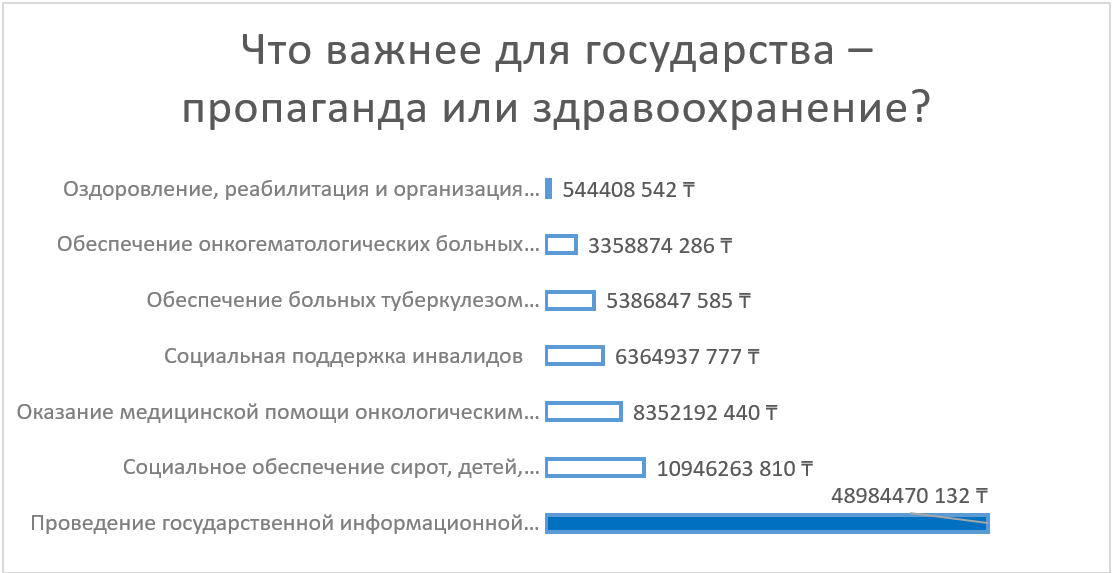 Что важнее для государства –
пропаганда или здравоохранение?
Оздоровление, реабилитация и организация... 544408 542 ₸
Обеспечение онкогематологических больных... 3358874 286 ₸
Обеспечение больных туберкулезом... 5386847 585 ₸
Социальная поддержка инвалидов 6364937 777 ₸
Оказание медицинской помощи онкологическим... 8352192 440 ₸
Социальное обеспечение сирот, детей,... 10946263 810 ₸
48984470 132 ₸
Проведение государственной информационной...